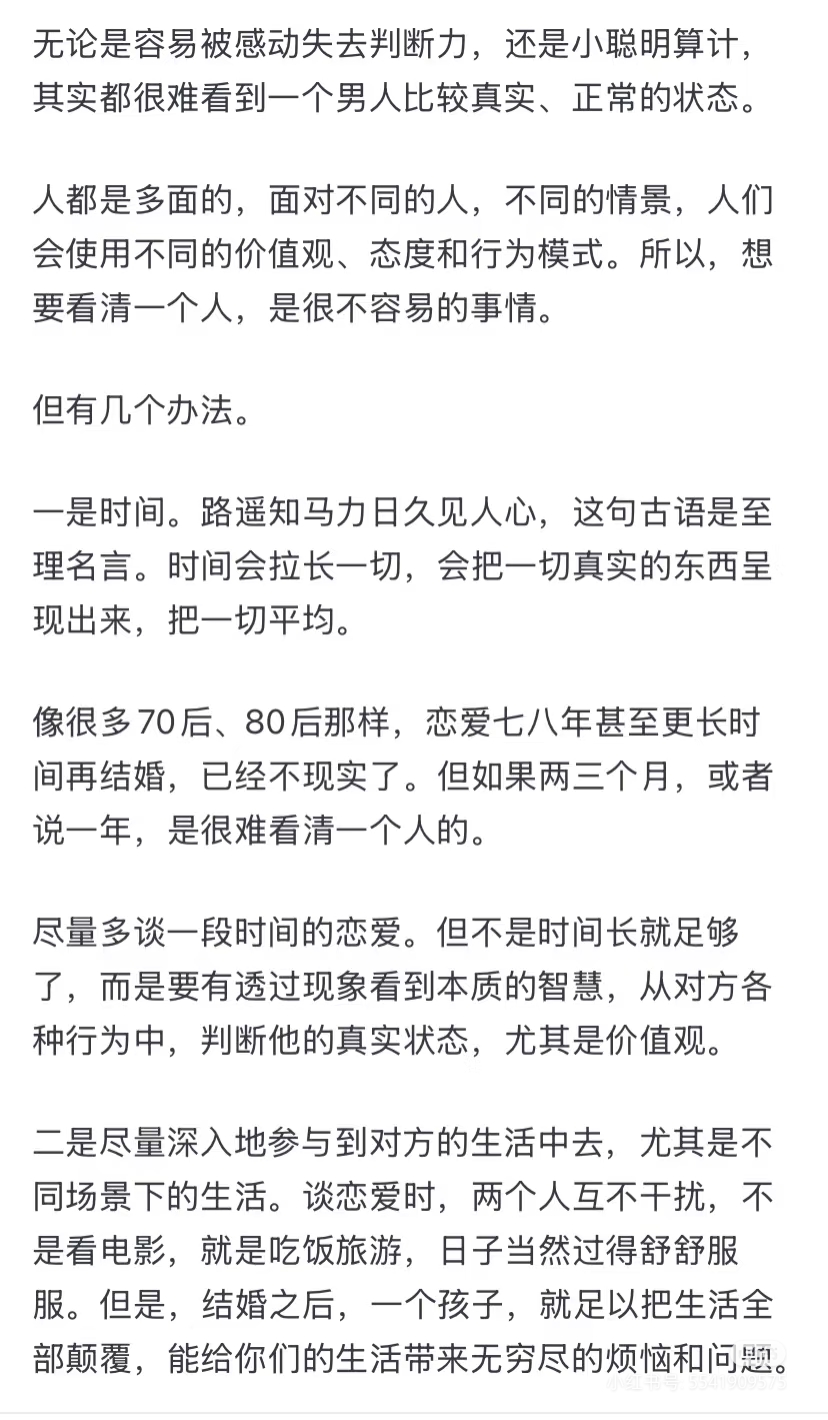 无论是容易被感动失去判断力，还是小聪明算计，
其实都很难看到一个男人比较真实、正常的状态。
人都是多面的，面对不同的人，不同的情景，人们
会使用不同的价值观、态度和行为模式。所以，想
要看清一个人，是很不容易的事情。
但有几个办法。
一是时间。路遥知马力日久见人心，这句古语是至
理名言。时间会拉长一切，会把一切真实的东西呈
现出来，把一切平均。
像很多70后、80后那样，恋爱七八年甚至更长时
间再结婚，已经不现实了。但如果两三个月，或者
说一年，是很难看清一个人的。
尽量多谈一段时间的恋爱。但不是时间长就足够
了，而是要有透过现象看到本质的智慧，从对方各
种行为中，判断他的真实状态，尤其是价值观。
二是尽量深入地参与到对方的生活中去，尤其是不
同场景下的生活。谈恋爱时，两个人互不干扰，不
是看电影，就是吃饭旅游，日子当然过得舒舒服
服。但是，结婚之后，一个孩子，就足以把生活全
部颠覆，能给你们的生活带来无穷尽的烦恼和问题。
小红书号